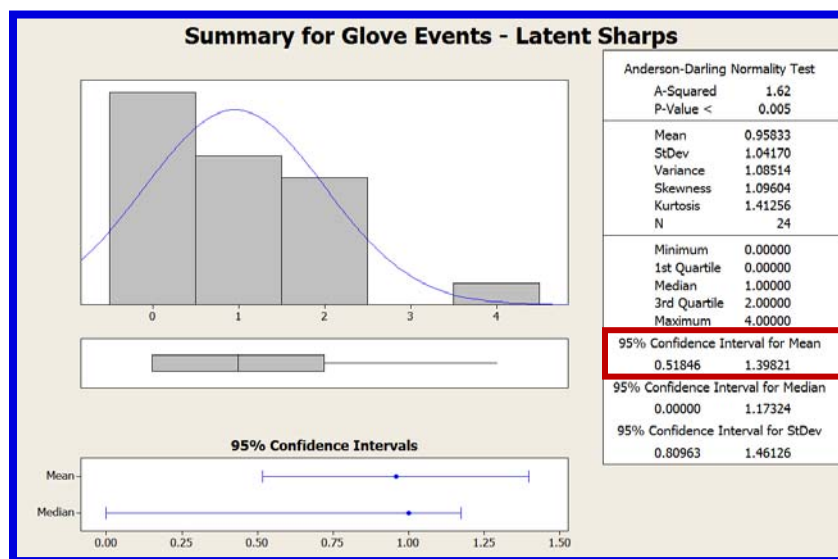 Summary for Glove Events - Latent Sharps
0 1 2 3 4
95% Confidence Intervals
Mean
Median
0.00 0.25 0.50 0.75 1.00 1.25 1.50
Anderson-Darling Normality Test
A-Squared 1.62
P-Value < 0.005
Mean 0.95833
StDev 1.04170
Variance 1.08514
Skewness 1.09604
Kurtosis 1.41256
N 24
Minimum 0.00000
1st Quartile 0.00000
Median 1.00000
3rd Quartile 2.00000
Maximum 4.00000
95% Confidence Interval for Mean
0.51846 1.39821
95% Confidence Interval for Median
0.00000 1.17324
95% Confidence Interval for StDev
0.80963 1.46126